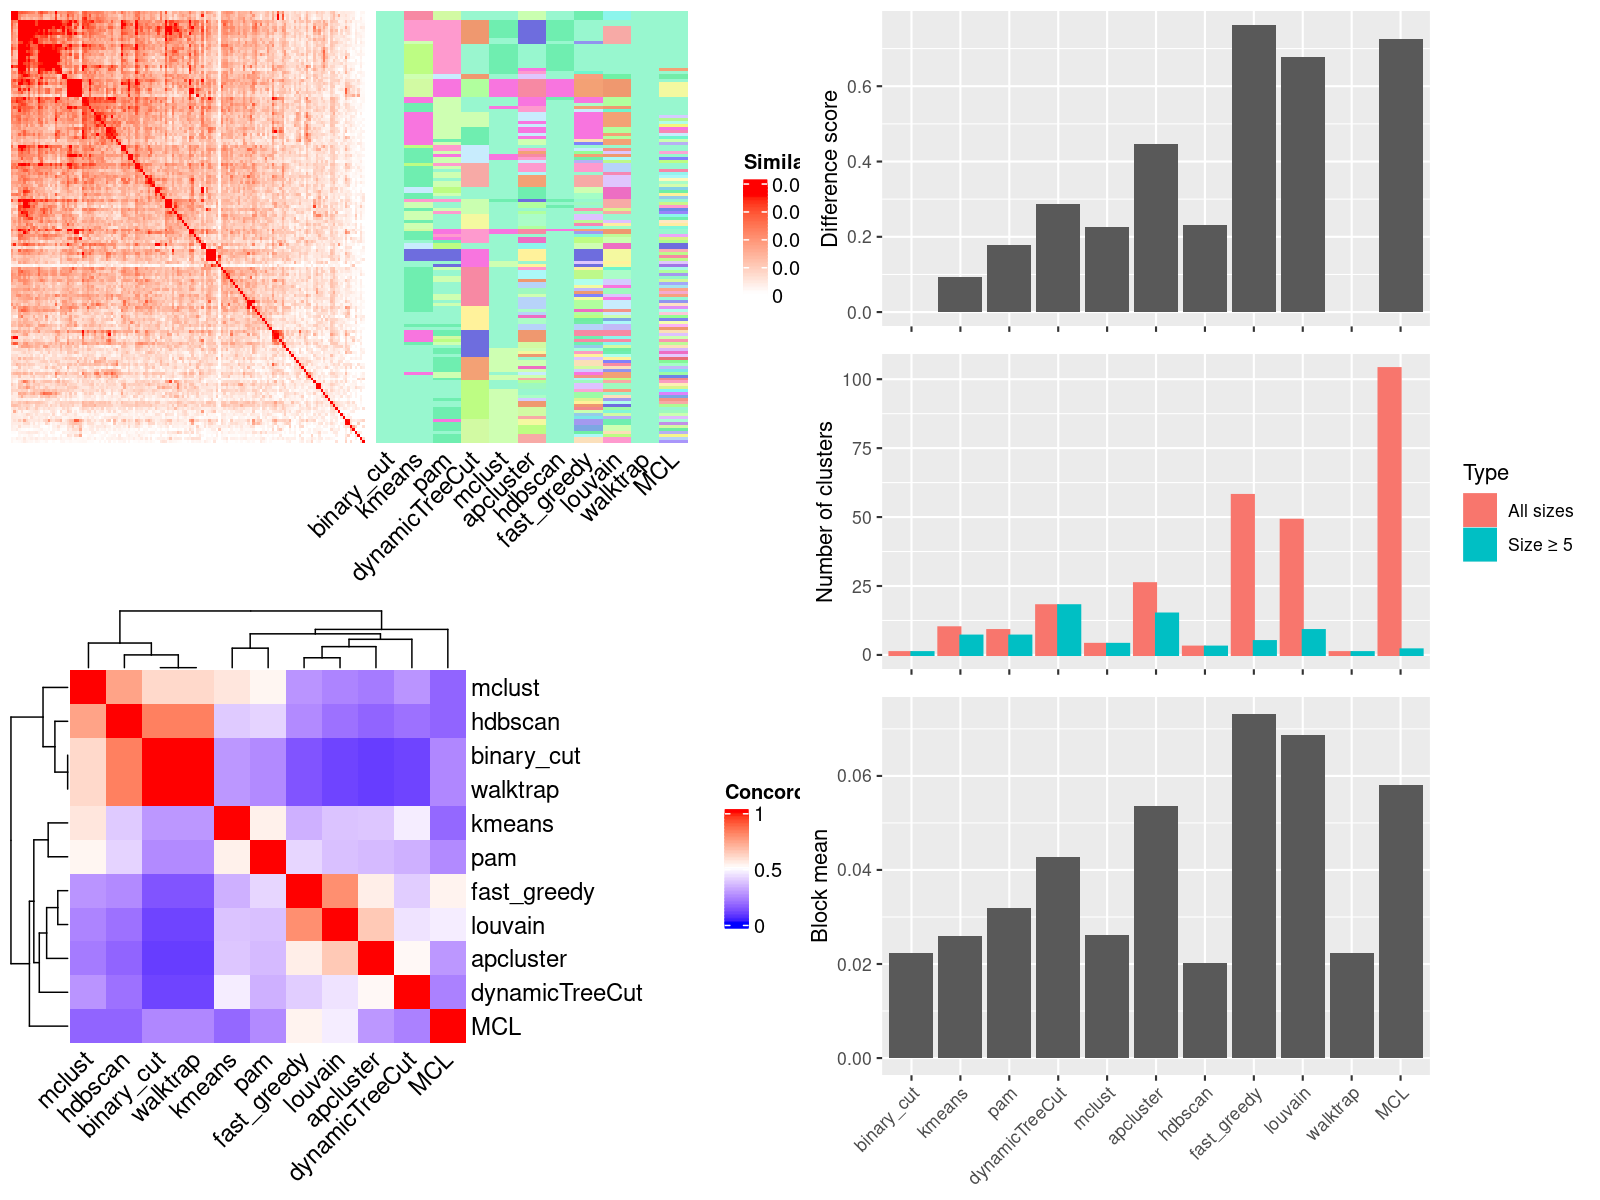 Simila
0.0
0.0
0.0
0.0
0
binary_cut
kmeans
pam
dynamicTreeCut
mclust
apcluster
hdbscan
fast_greedy
louvain
walktrap
MCL
mclust
hdbscan
binary_cut
walktrap
kmeans
pam
fast_greedy
louvain
apcluster
dynamicTreeCut
MCL
mclust
hdbscan
binary_cut
walktrap
kmeans
pam
fast_greedy
louvain
apcluster
dynamicTreeCut
MCL
Concord
1
0.5
0
Difference score
0.6
0.4
0.2
0.0
Number of clusters
100
75
50
25
0
Type
All sizes
Size ≥ 5
Block mean
0.06
0.04
0.02
0.00
binary_cut
kmeans
pam
dynamicTreeCut
mclust
apcluster
hdbscan
fast_greedy
louvain
walktrap
MCL